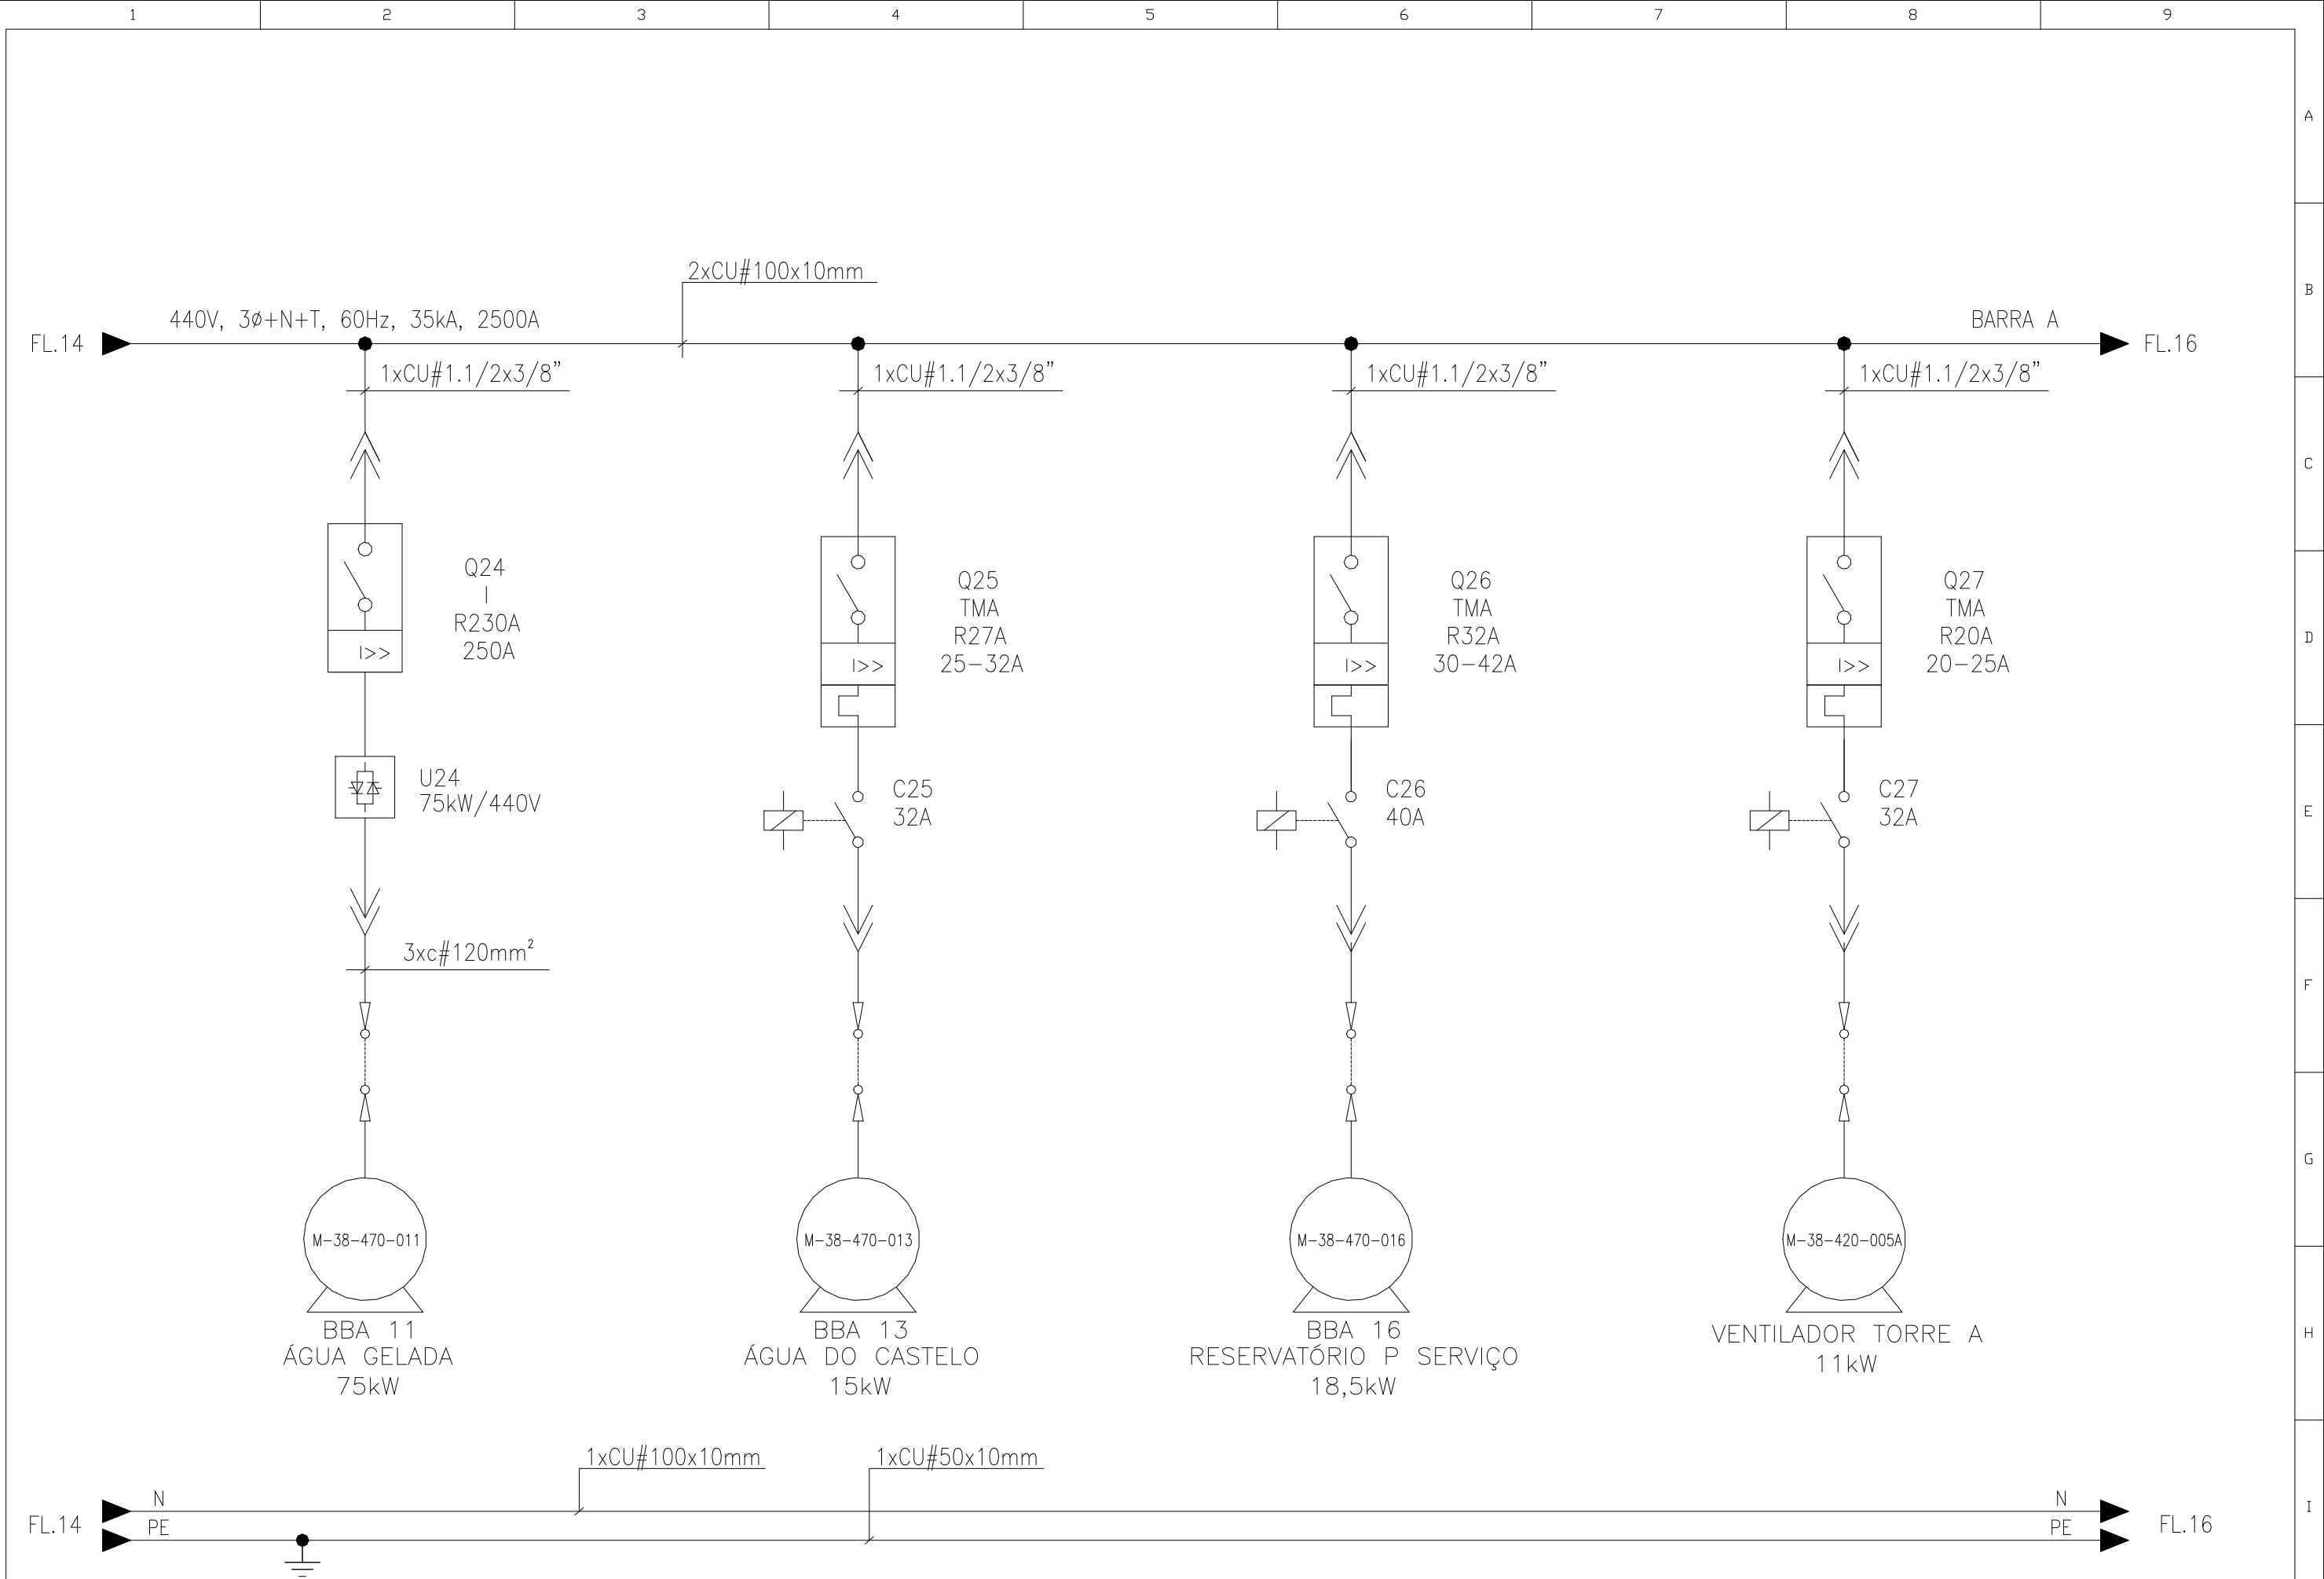 1 2 3 4 5 6 7 8 9
A
B
C
D
E
F
G
H
I
2xCU#100x10mm
440V, 3ø+N+T, 60Hz, 35kA, 2500A
BARRA A
FL.14
FL.16
1xCU#1.1/2x3/8”
1xCU#1.1/2x3/8”
1xCU#1.1/2x3/8”
1xCU#1.1/2x3/8”
Q24
I
R230A
250A
I>>
Q25
TMA
R27A
25-32A
I>>
Q26
TMA
R32A
30-42A
I>>
Q27
TMA
R20A
20-25A
I>>
U24
75kW/440V
C25
32A
C26
40A
C27
32A
3xc#120mm²
M-38-470-011
BBA 11
ÁGUA GELADA
75kW
M-38-470-013
BBA 13
ÁGUA DO CASTELO
15kW
M-38-470-016
BBA 16
RESERVATÓRIO P SERVIÇO
18,5kW
M-38-420-005A
VENTILADOR TORRE A
11kW
1xCU#100x10mm
1xCU#50x10mm
FL.14
N
PE
N
PE
FL.16